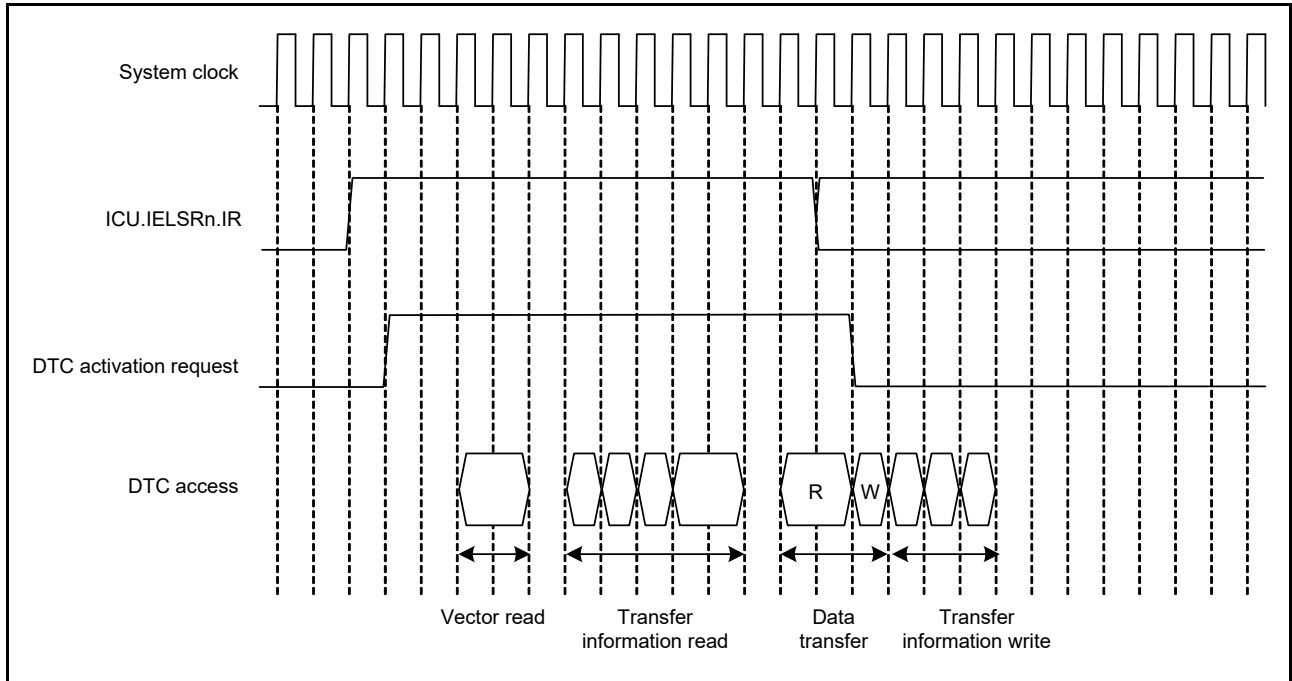 System clock
ICU.IELSRn.IR
DTC activation request
DTC access
R
W
Vector read
Transfer
information read
Data
transfer
Transfer
information write